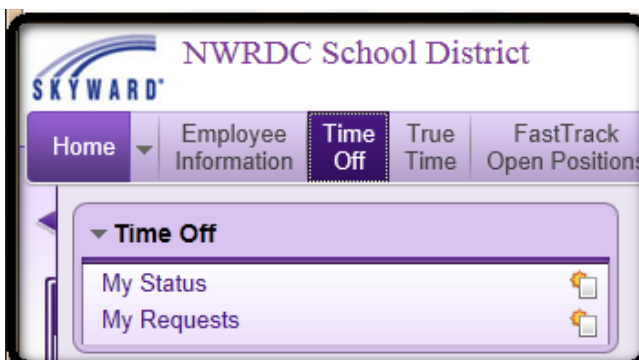 NWRDC School District
SKYWARD
Home
Employee Information
Time Off
True Time
FastTrack Open Positions
Time Off
My Status
My Requests